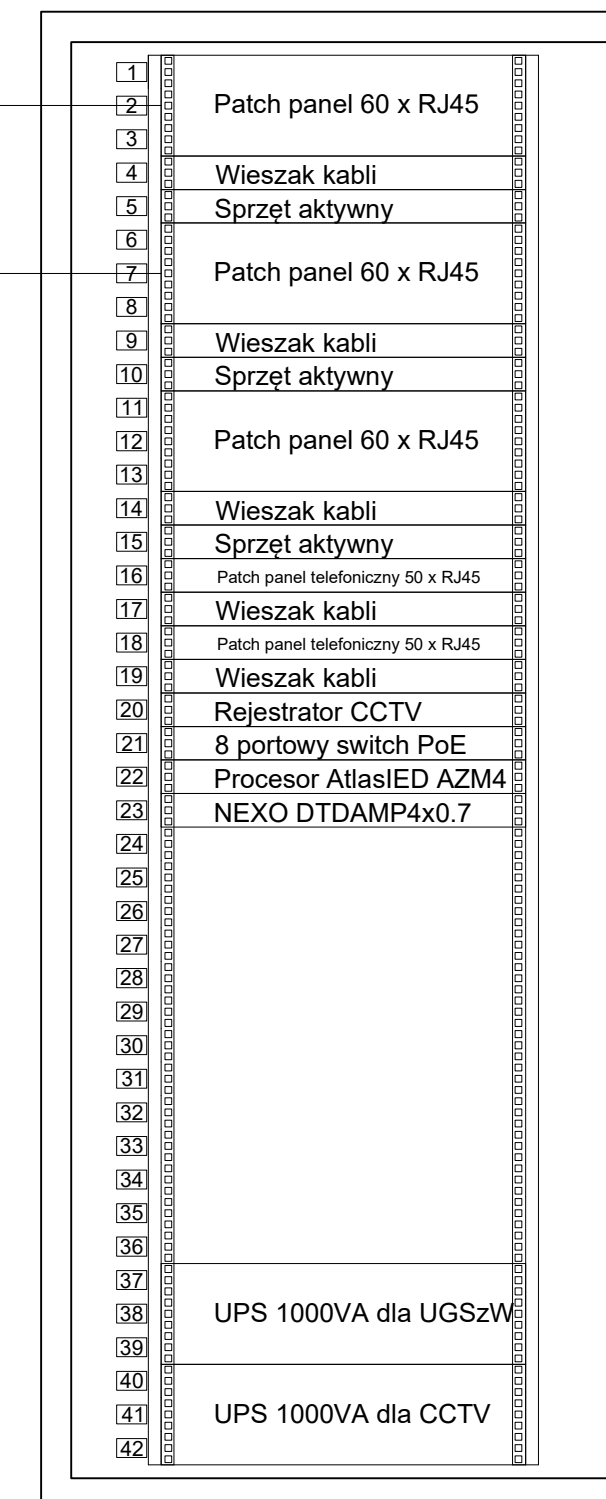 1
2 Patch panel 60 x RJ45
3
4 Wieszak kabli
5 Sprzęt aktywny
6
7 Patch panel 60 x RJ45
8
9 Wieszak kabli
10 Sprzęt aktywny
11
12 Patch panel 60 x RJ45
13
14 Wieszak kabli
15 Sprzęt aktywny
16 Patch panel telefoniczny 50 x RJ45
17 Wieszak kabli
18 Patch panel telefoniczny 50 x RJ45
19 Wieszak kabli
20 Rejestrator CCTV
21 8 portowy switch PoE
22 Procesor AtlasIED AZM4
23 NEXO DTDAMP4x0.7
24
25
26
27
28
29
30
31
32
33
34
35
36
37
38 UPS 1000VA dla UGSzW
39
40
41 UPS 1000VA dla CCTV
42